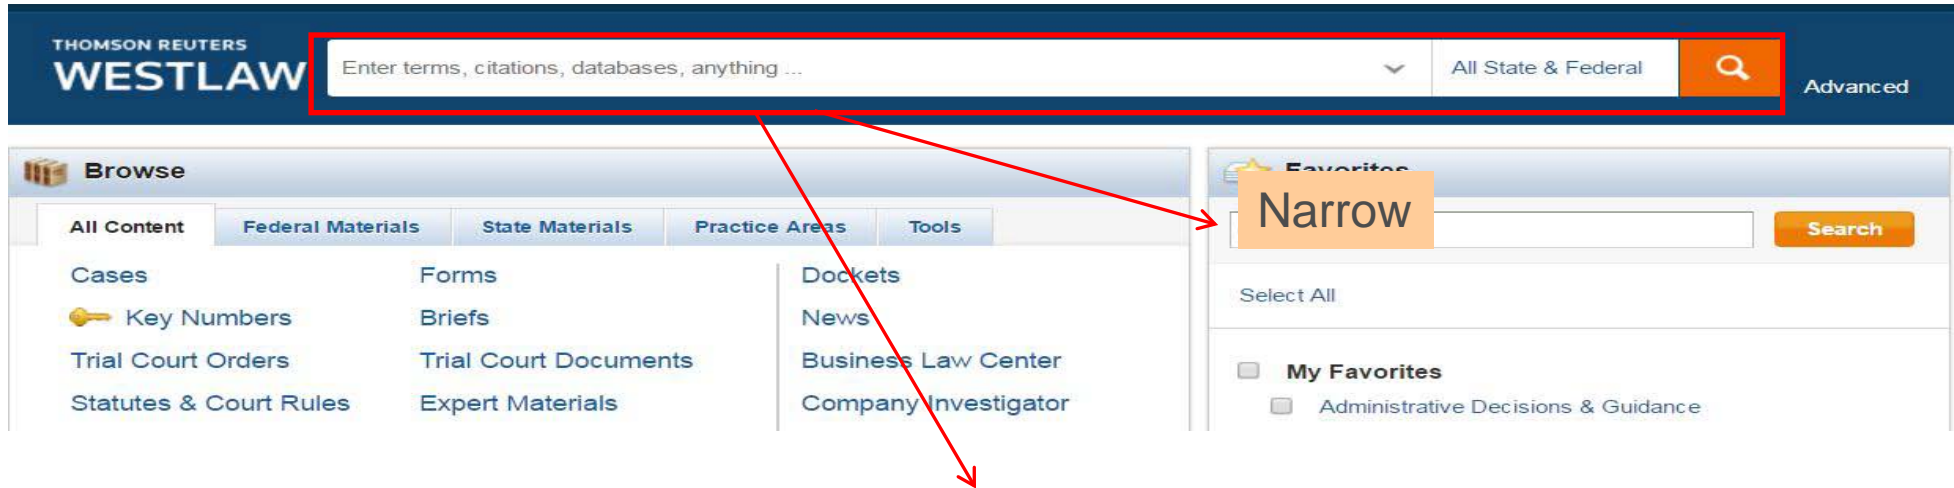 THOMSON REUTERS
WESTLAW
Enter terms, citations, databases, anything ...
All State & Federal
Advanced
Browse
Favorites
All Content Federal Materials State Materials Practice Areas Tools
Narrow
Search
Cases Forms Dockets
Key Numbers Briefs News
Trial Court Orders Trial Court Documents Business Law Center
Statutes & Court Rules Expert Materials Company Investigator
Select All
My Favorites
Administrative Decisions & Guidance